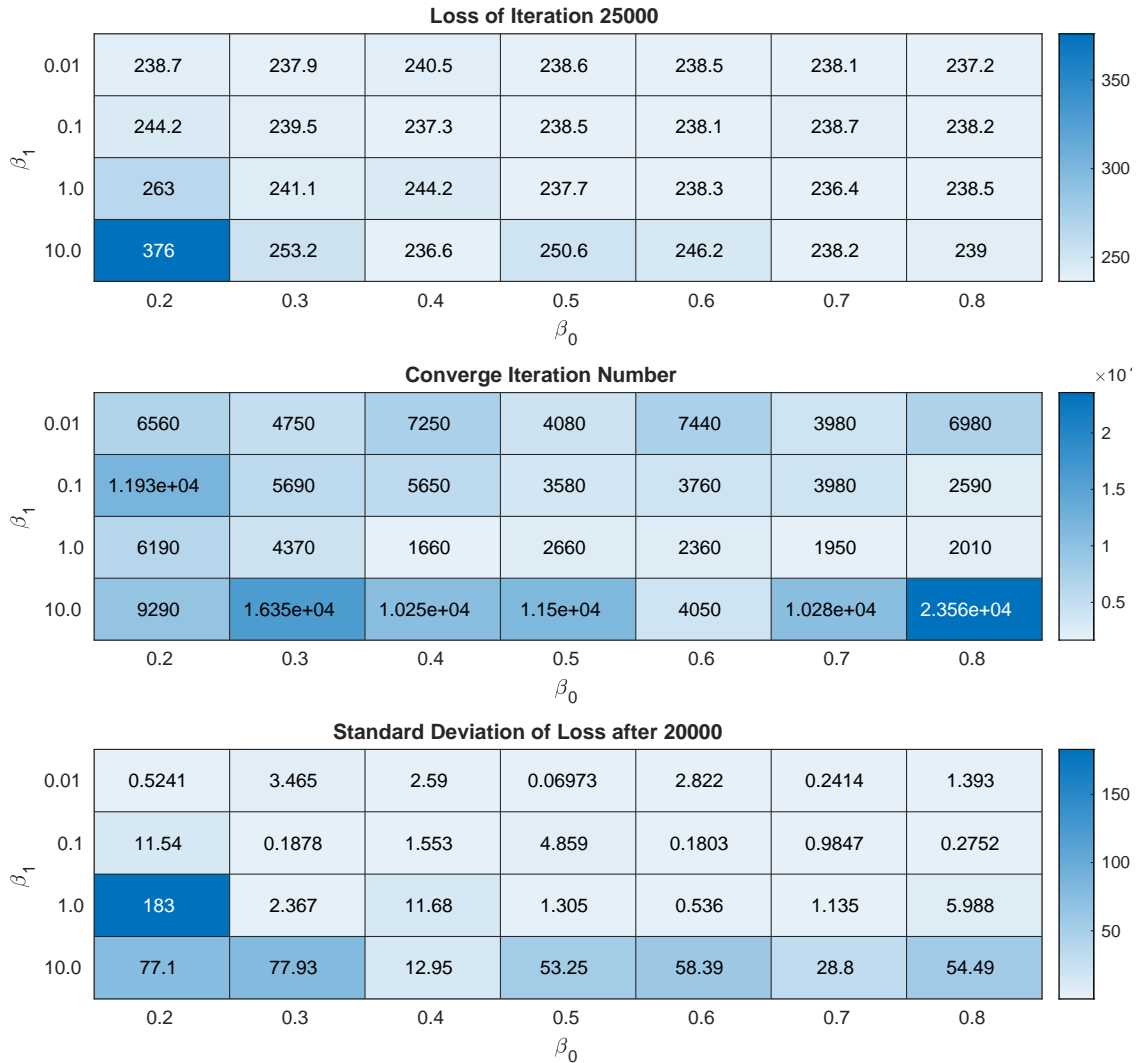 Loss of Iteration 25000
0.01 238.7 237.9 240.5 238.6 238.5 238.1 237.2
0.1 244.2 239.5 237.3 238.5 238.1 238.7 238.2
1.0 263 241.1 244.2 237.7 238.3 236.4 238.5
10.0 376 253.2 236.6 250.6 246.2 238.2 239
β1
0.2 0.3 0.4 0.5 0.6 0.7 0.8
β0
350
300
250
Converge Iteration Number
×10
0.01 6560 4750 7250 4080 7440 3980 6980
0.1 1.193e+04 5690 5650 3580 3760 3980 2590
1.0 6190 4370 1660 2660 2360 1950 2010
10.0 9290 1.635e+04 1.025e+04 1.15e+04 4050 1.028e+04 2.356e+04
β1
0.2 0.3 0.4 0.5 0.6 0.7 0.8
β0
2
1.5
1
0.5
Standard Deviation of Loss after 20000
0.01 0.5241 3.465 2.59 0.06973 2.822 0.2414 1.393
0.1 11.54 0.1878 1.553 4.859 0.1803 0.9847 0.2752
1.0 183 2.367 11.68 1.305 0.536 1.135 5.988
10.0 77.1 77.93 12.95 53.25 58.39 28.8 54.49
β1
0.2 0.3 0.4 0.5 0.6 0.7 0.8
β0
150
100
50